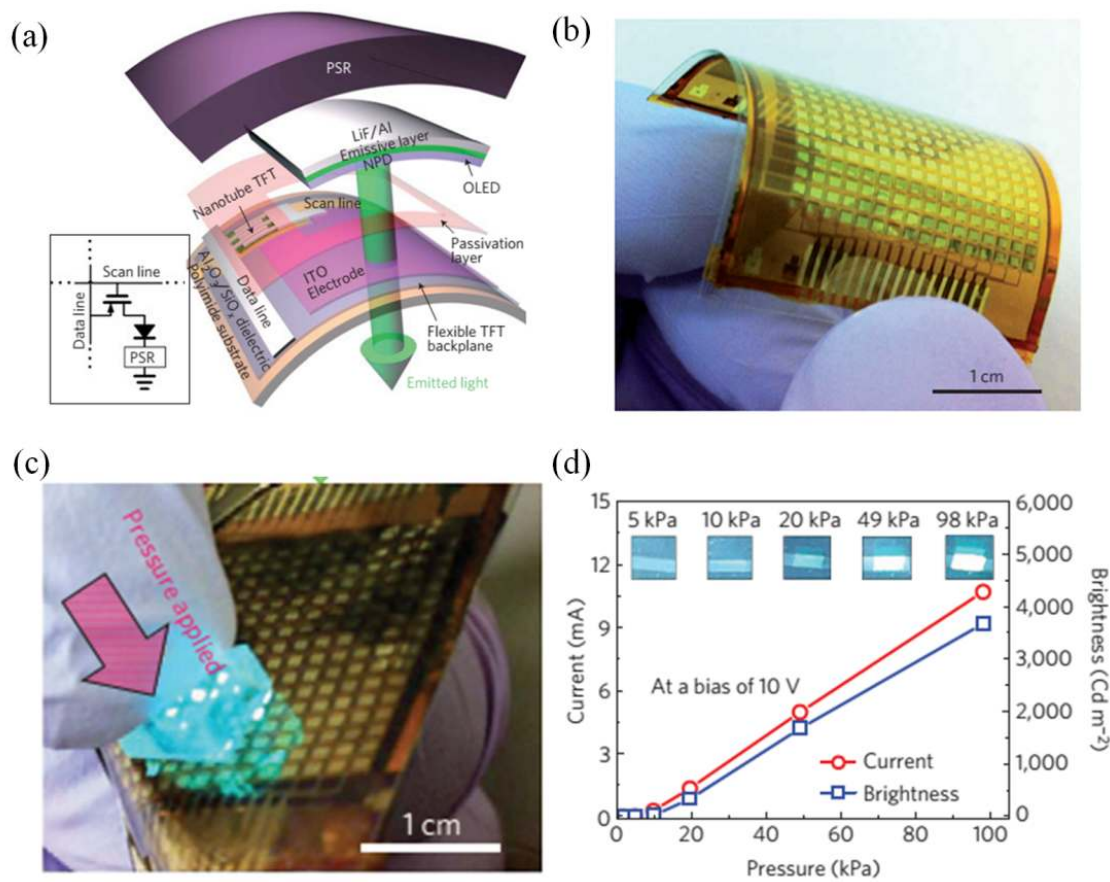 (a)
PSR
LiF/Al
Emissive layer
NPD
OLED
Nanotube TFT
Scan line
Passivation
layer
ITO
Electrode
Data line
Al2O3/SiOx dielectric
Polyimide substrate
Flexible TFT
backplane
Emitted light
Scan line
Data line
PSR
(b)
1 cm
(c)
Pressure applied
1 cm
(d)
15
12
9
6
3
0
Current (mA)
5 kPa 10 kPa 20 kPa 49 kPa 98 kPa
At a bias of 10 V
Current
Brightness
6,000
5,000
4,000
3,000
2,000
1,000
0
Brightness (Cd m−2)
0 20 40 60 80 100
Pressure (kPa)